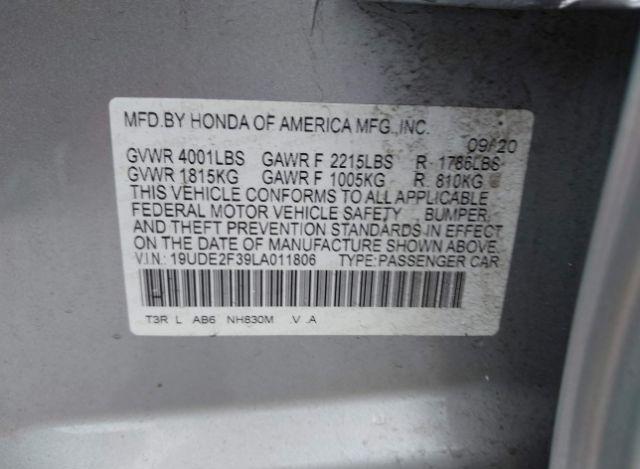 MFD.BY HONDA OF AMERICA MFG.,INC.
09/20
GVWR 4001LBS GAWR F 2215LBS R 1786LBS
GVWR 1815KG GAWR F 1005KG R 810KG
THIS VEHICLE CONFORMS TO ALL APPLICABLE
FEDERAL MOTOR VEHICLE SAFETY BUMPER,
AND THEFT PREVENTION STANDARDS IN EFFECT
ON THE DATE OF MANUFACTURE SHOWN ABOVE.
V.I.N.: 19UDE2F39LA011806 TYPE:PASSENGER CAR
T3R L AB6 NH830M .V .A